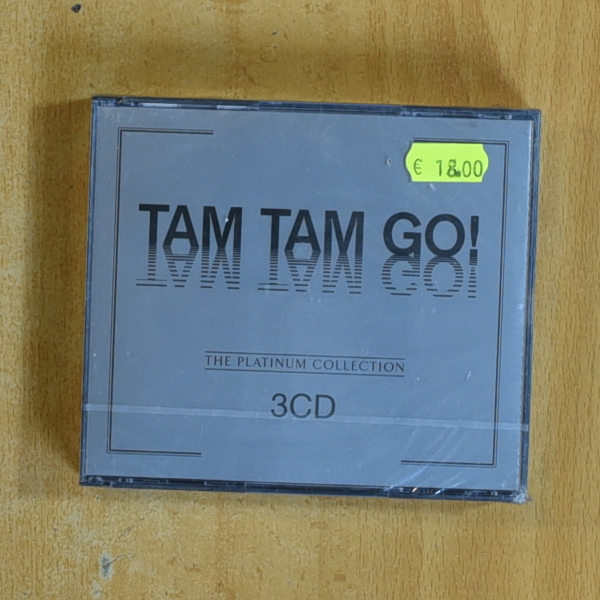 € 18,00
TAM TAM GO!
THE PLATINUM COLLECTION
3CD